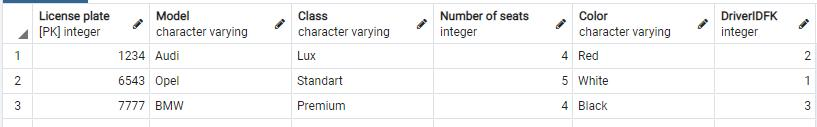 License plate Model Class Number of seats Color DriverIDFK
[PK] integer character varying character varying integer character varying integer
1 1234 Audi Lux 4 Red 2
2 6543 Opel Standart 5 White 1
3 7777 BMW Premium 4 Black 3